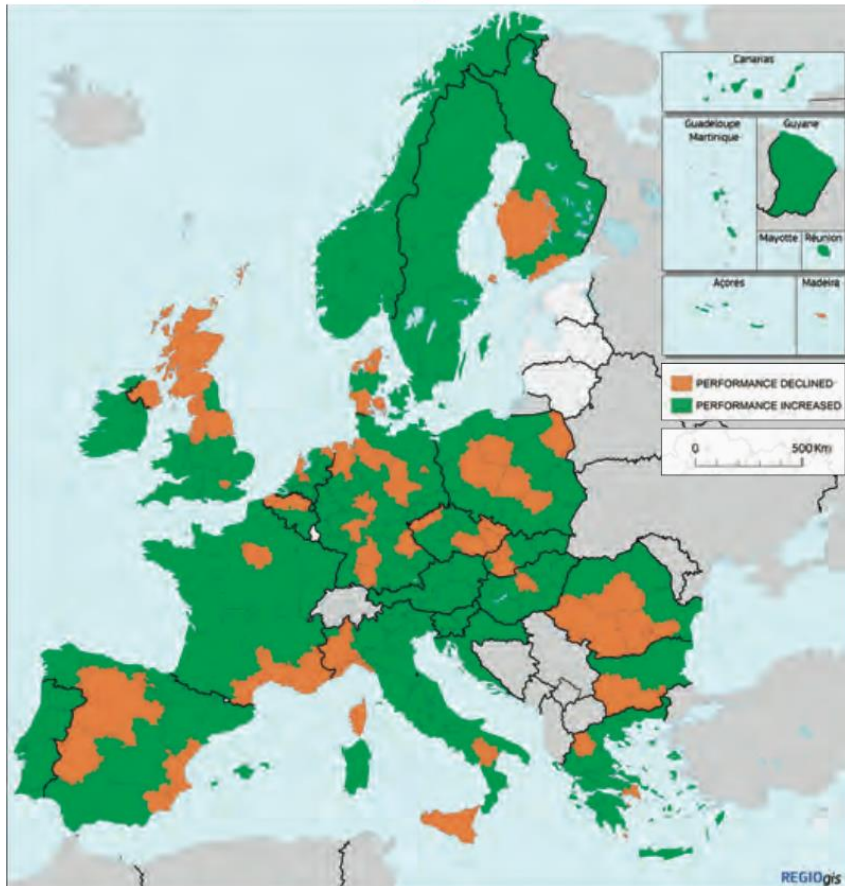 Canarias
Guadeloupe
Martinique
Guyane
Mayotte
Réunion
Açores
Madeira
PERFORMANCE DECLINED
PERFORMANCE INCREASED
0 500 Km
REGIOgis